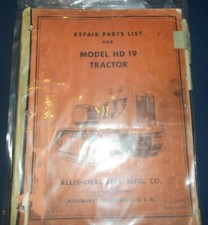 REPAIR PARTS LIST
FOR
MODEL HD 19
TRACTOR
ALLIS-CHALMERS MFG. CO.
U. S. A.